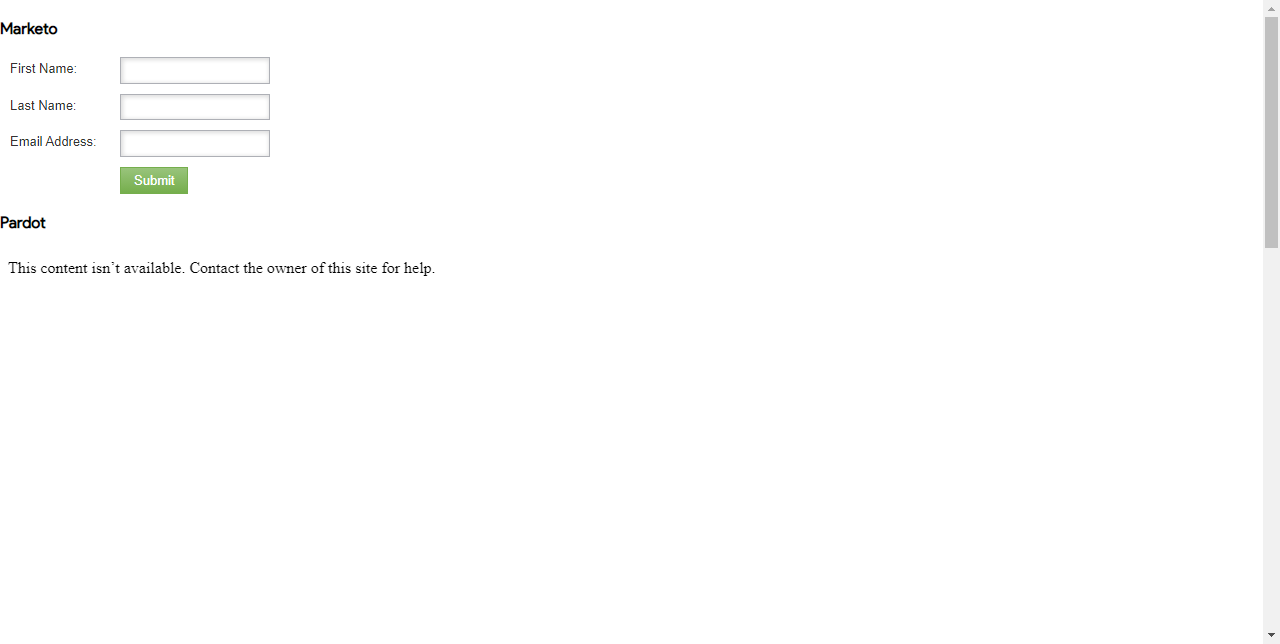 Marketo
First Name:
Last Name:
Email Address:
Submit
Pardot
This content isn’t available. Contact the owner of this site for help.